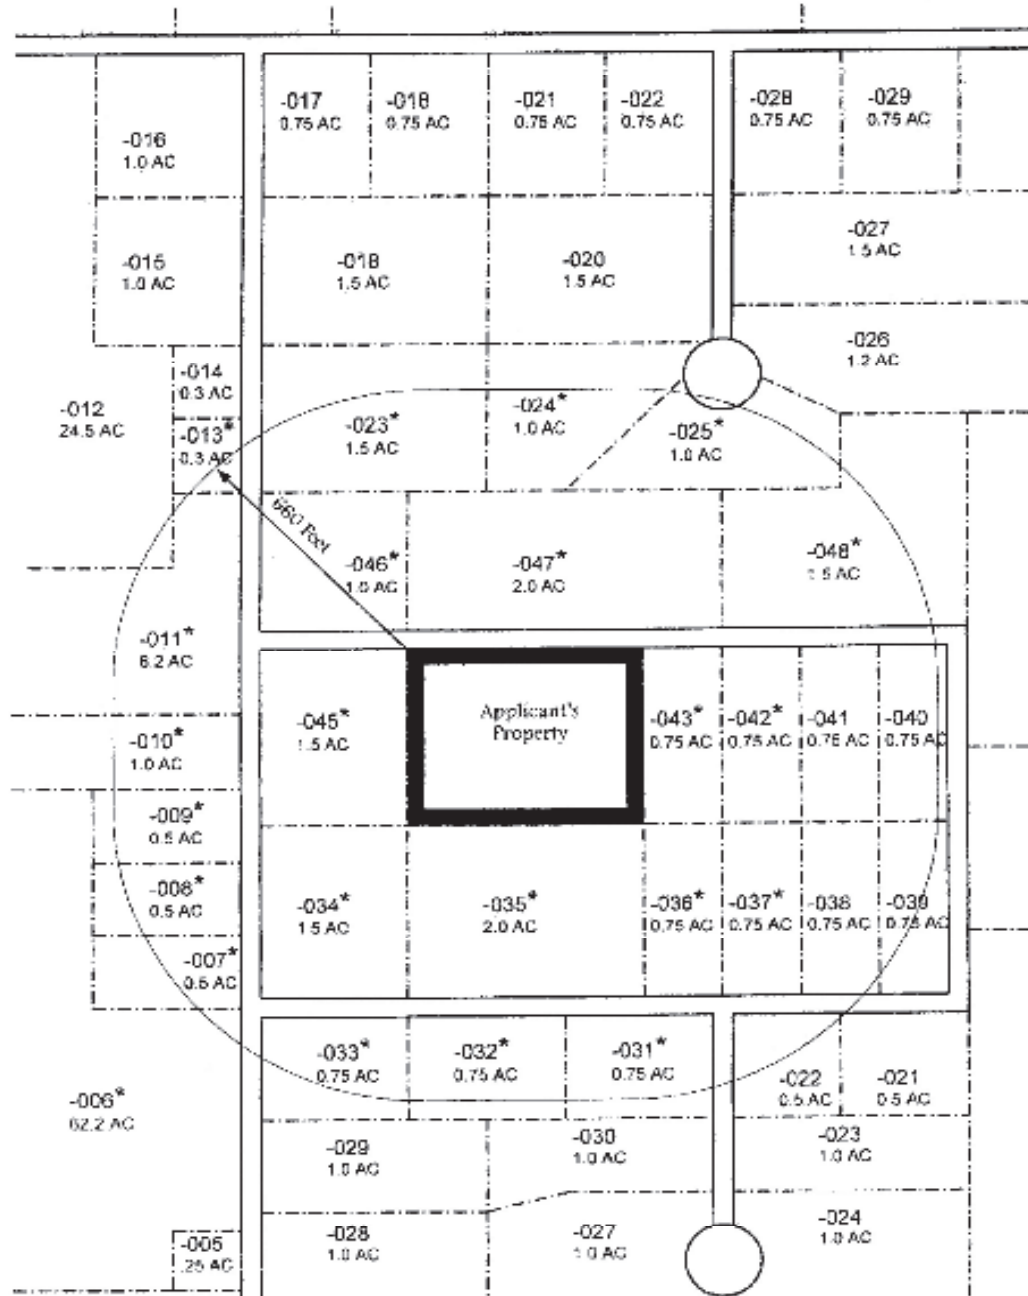 -017
0.75 AC
-018
0.75 AC
-021
0.75 AC
-022
0.75 AC
-028
0.75 AC
-029
0.75 AC
-016
1.0 AC
-015
1.0 AC
-018
1.5 AC
-020
1.5 AC
-027
1.5 AC
-026
1.2 AC
-014
0.3 AC
-012
24.5 AC
-013*
0.3 AC
-023*
1.5 AC
-024*
1.0 AC
-025*
1.0 AC
660 Feet
-046*
1.0 AC
-047*
2.0 AC
-048*
1.5 AC
-011*
6.2 AC
-045*
1.5 AC
Applicant's
Property
-043*
0.75 AC
-042*
0.75 AC
-041
0.75 AC
-040
0.75 AC
-010*
1.0 AC
-009*
0.5 AC
-008*
0.5 AC
-007*
0.5 AC
-034*
1.5 AC
-035*
2.0 AC
-036*
0.75 AC
-037*
0.75 AC
-038
0.75 AC
-039
0.75 AC
-033*
0.75 AC
-032*
0.75 AC
-031*
0.75 AC
-022
0.5 AC
-021
0.5 AC
-006*
62.2 AC
-029
1.0 AC
-030
1.0 AC
-023
1.0 AC
-028
1.0 AC
-027
1.0 AC
-024
1.0 AC
-005
.25 AC